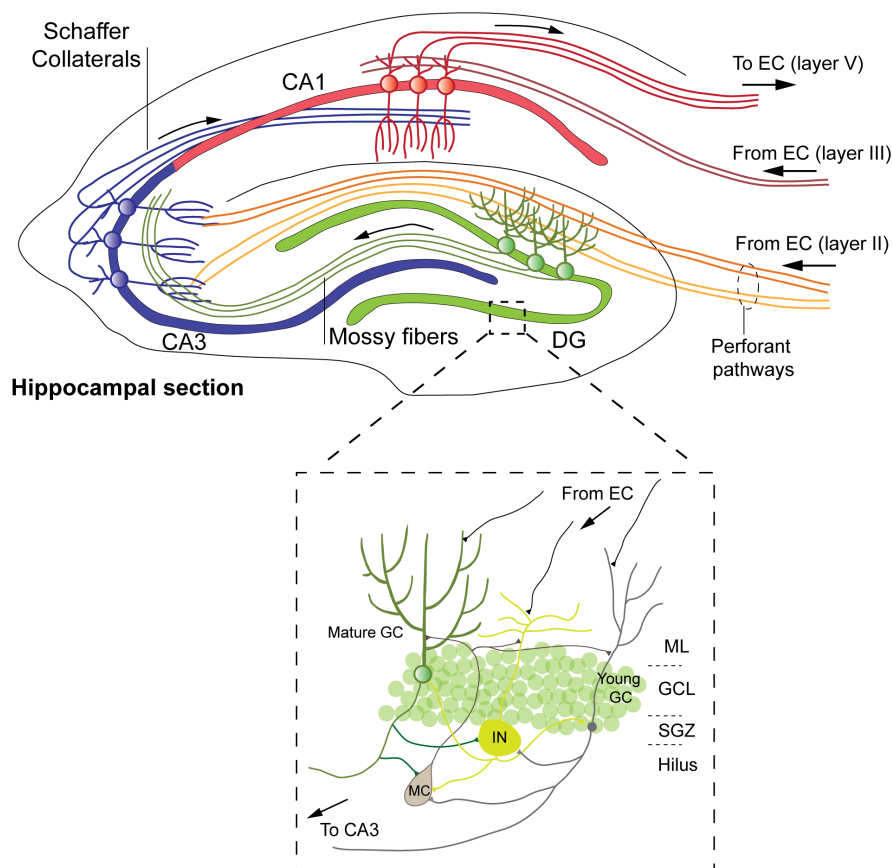 Schaffer
Collaterals
CA1
To EC (layer V)
From EC (layer III)
From EC (layer II)
CA3
Mossy fibers
DG
Perforant
pathways
Hippocampal section
From EC
Mature GC
ML
Young
GC
GCL
SGZ
IN
Hilus
MC
To CA3